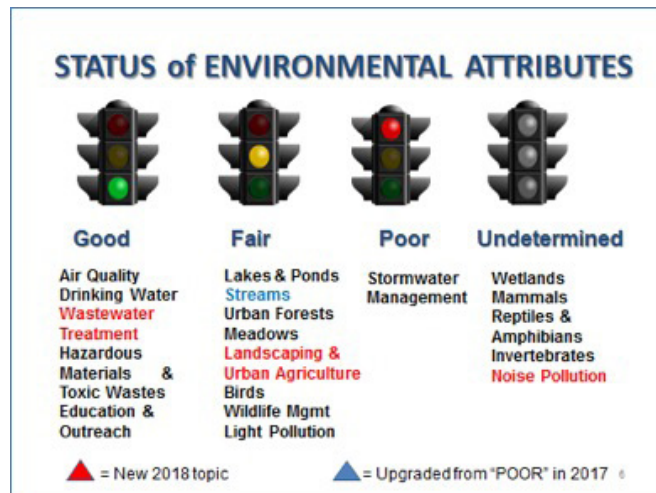 STATUS of ENVIRONMENTAL ATTRIBUTES
Good
Air Quality
Drinking Water
Wastewater
Treatment
Hazardous
Materials &
Toxic Wastes
Education &
Outreach
Fair
Lakes & Ponds
Streams
Urban Forests
Meadows
Landscaping &
Urban Agriculture
Birds
Wildlife Mgmt
Light Pollution
Poor
Stormwater
Management
Undetermined
Wetlands
Mammals
Reptiles &
Amphibians
Invertebrates
Noise Pollution
= New 2018 topic
= Upgraded from “POOR” in 2017
6